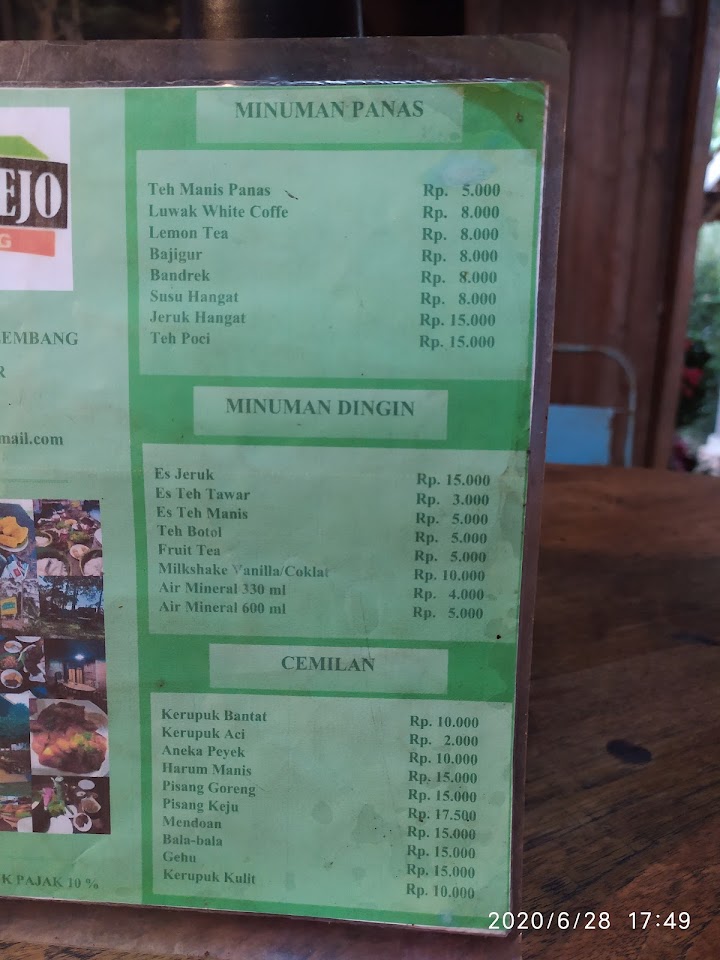 EJO
G
EMBANG
R
mail.com
K PAJAK 10 %
MINUMAN PANAS
Teh Manis Panas Rp. 5.000
Luwak White Coffe Rp. 8.000
Lemon Tea Rp. 8.000
Bajigur Rp. 8.000
Bandrek Rp. 8.000
Susu Hangat Rp. 8.000
Jeruk Hangat Rp. 15.000
Teh Poci Rp. 15.000
MINUMAN DINGIN
Es Jeruk Rp. 15.000
Es Teh Tawar Rp. 3.000
Es Teh Manis Rp. 5.000
Teh Botol Rp. 5.000
Fruit Tea Rp. 5.000
Milkshake Vanilla/Coklat Rp. 10.000
Air Mineral 330 ml Rp. 4.000
Air Mineral 600 ml Rp. 5.000
CEMILAN
Kerupuk Bantat Rp. 10.000
Kerupuk Aci Rp. 2.000
Aneka Peyek Rp. 10.000
Harum Manis Rp. 15.000
Pisang Goreng Rp. 15.000
Pisang Keju Rp. 17.500
Mendoan Rp. 15.000
Bala-bala Rp. 15.000
Gehu Rp. 15.000
Kerupuk Kulit Rp. 10.000
2020/6/28 17:49